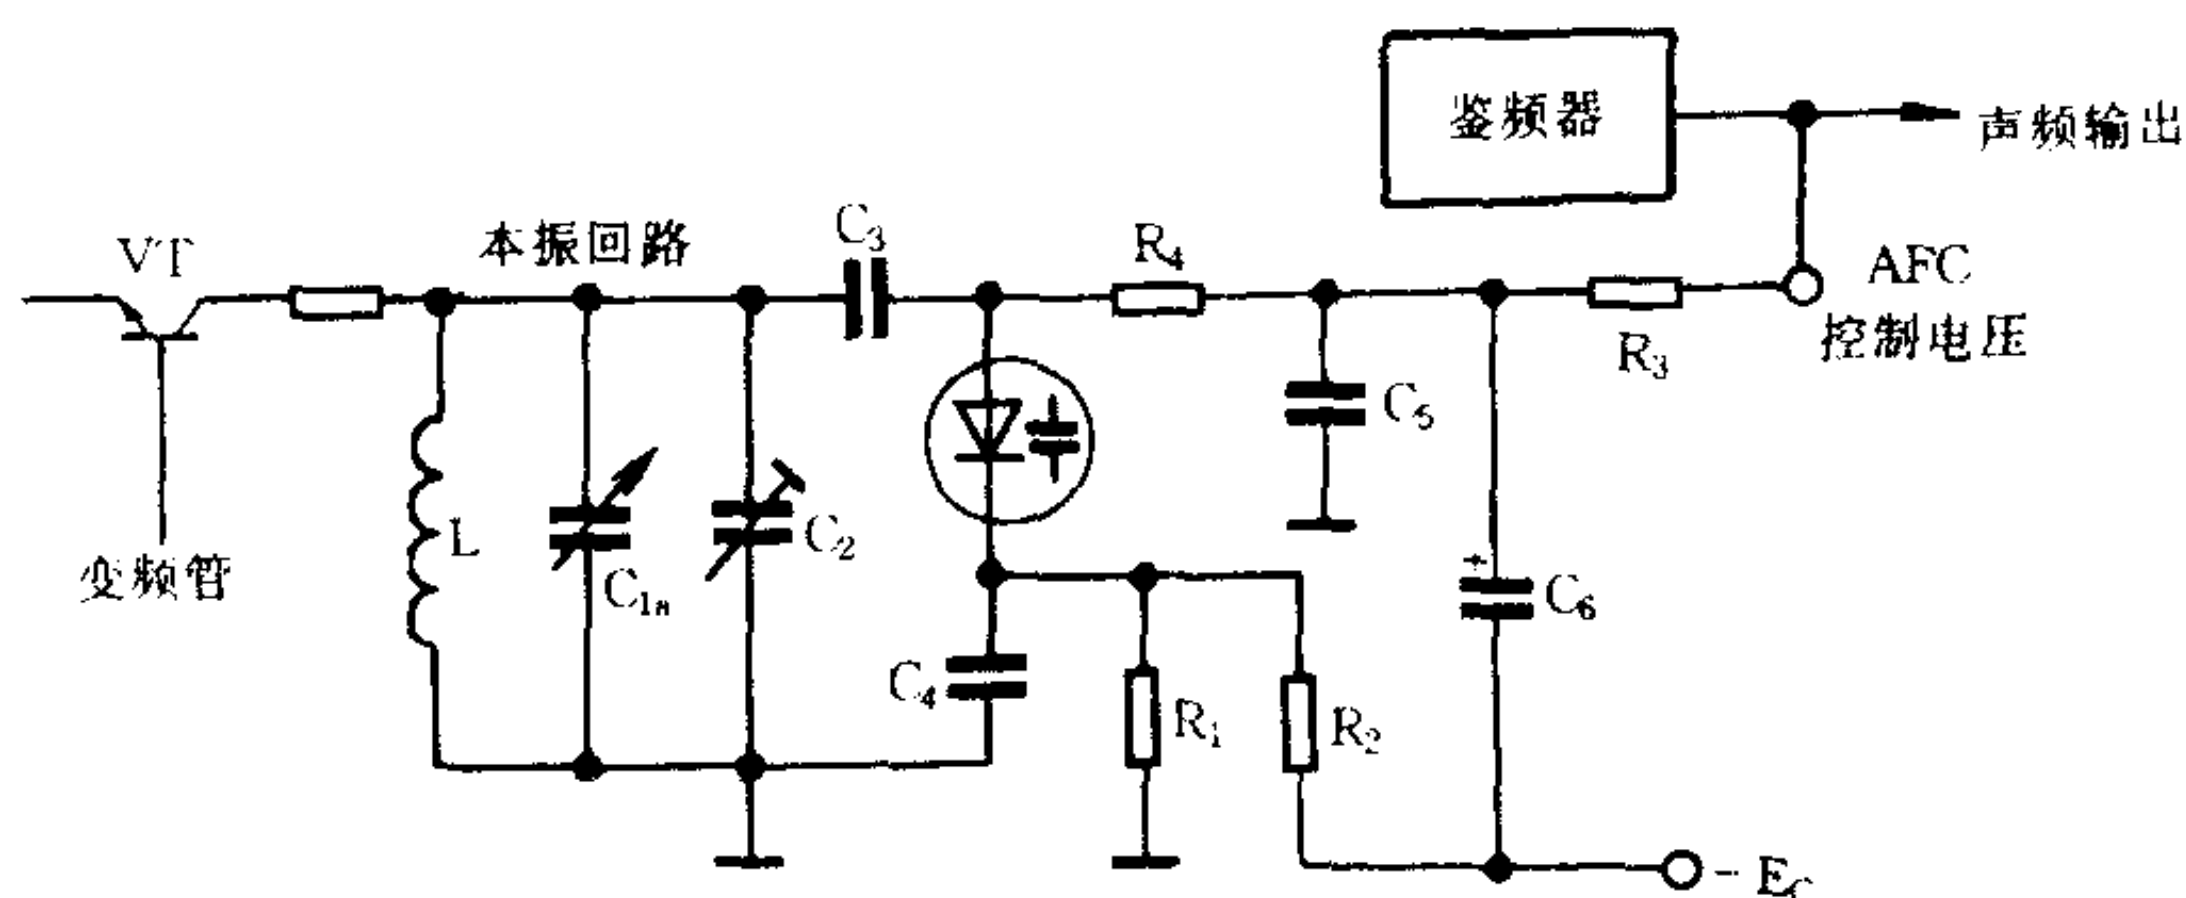 鉴频器
声频输出
VT
本振回路
C₃
R₄
AFC
控制电压
R₃
C₅
L
C₁ₐ
C₂
变频管
C₆
C₄
R₁
R₂
- E_C